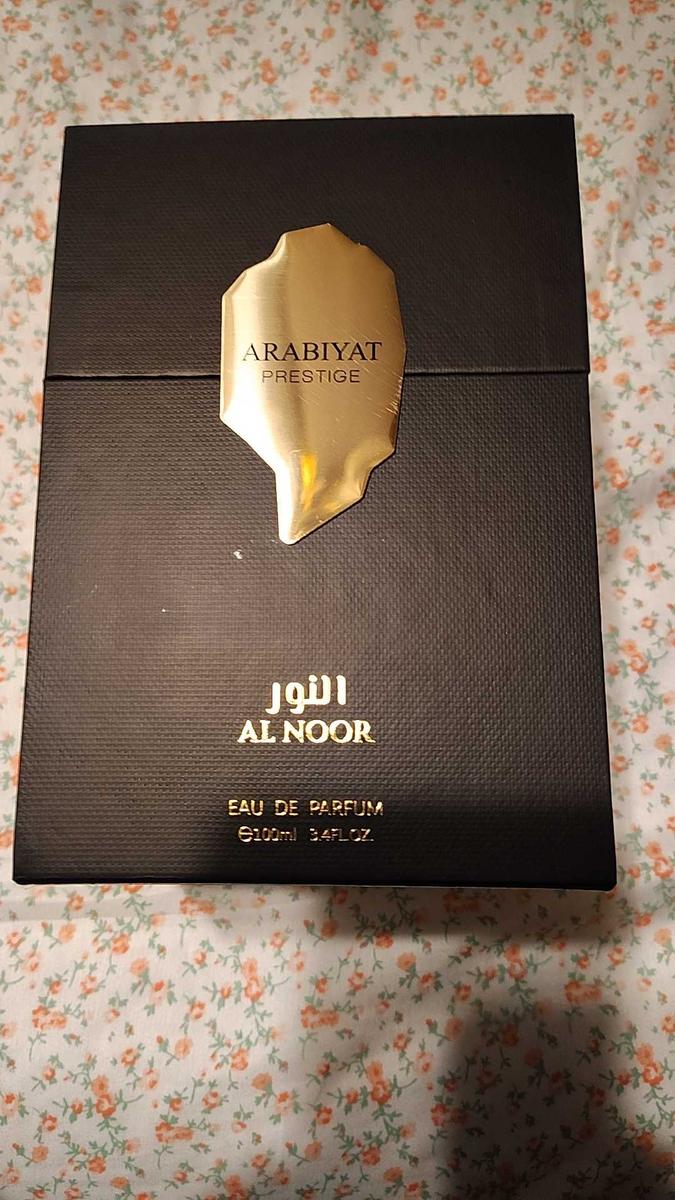 ARABIYAT
PRESTIGE
النور
AL NOOR
EAU DE PARFUM
℮100ml 3.4FL.OZ.